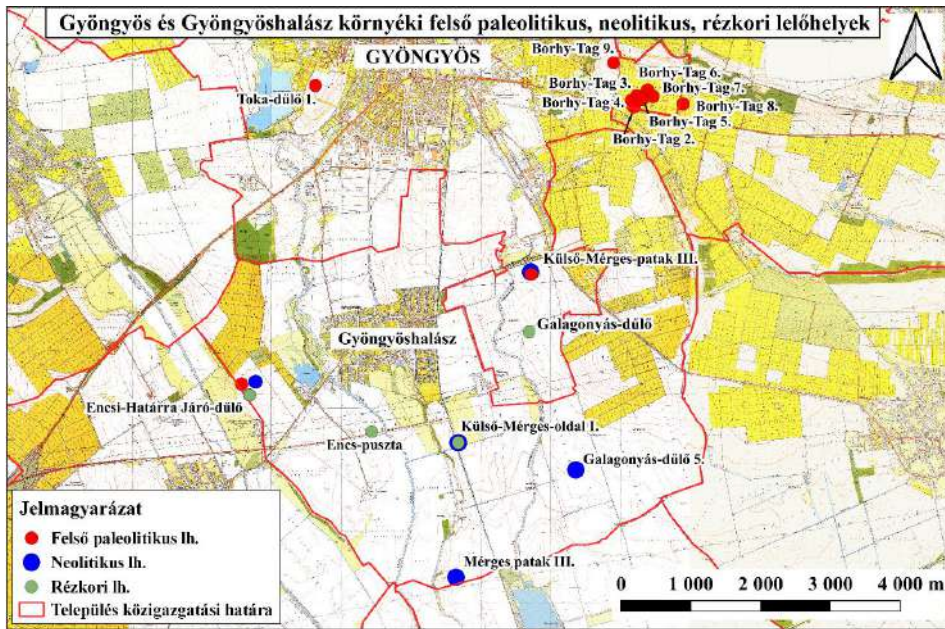 Gyöngyös és Gyöngyöshalász környéki felső paleolitikus, neolitikus, rézkori lelőhelyek
GYÖNGYÖS
Borhy-Tag 9.
Toka-dűlő 1.
Borhy-Tag 3.
Borhy-Tag 6.
Borhy-Tag 7.
Borhy-Tag 4.
Borhy-Tag 8.
Borhy-Tag 5.
Borhy-Tag 2.
Külső-Mérges-patak III.
Galagonyás-dűlő
Gyöngyöshalász
Encsi-Határra Járó-dűlő
Encs-puszta
Külső-Mérges-oldal I.
Galagonyás-dűlő 5.
Mérges patak III.
Jelmagyarázat
Felső paleolitikus lh.
Neolitikus lh.
Rézkori lh.
Település közigazgatási határa
0 1 000 2 000 3 000 4 000 m